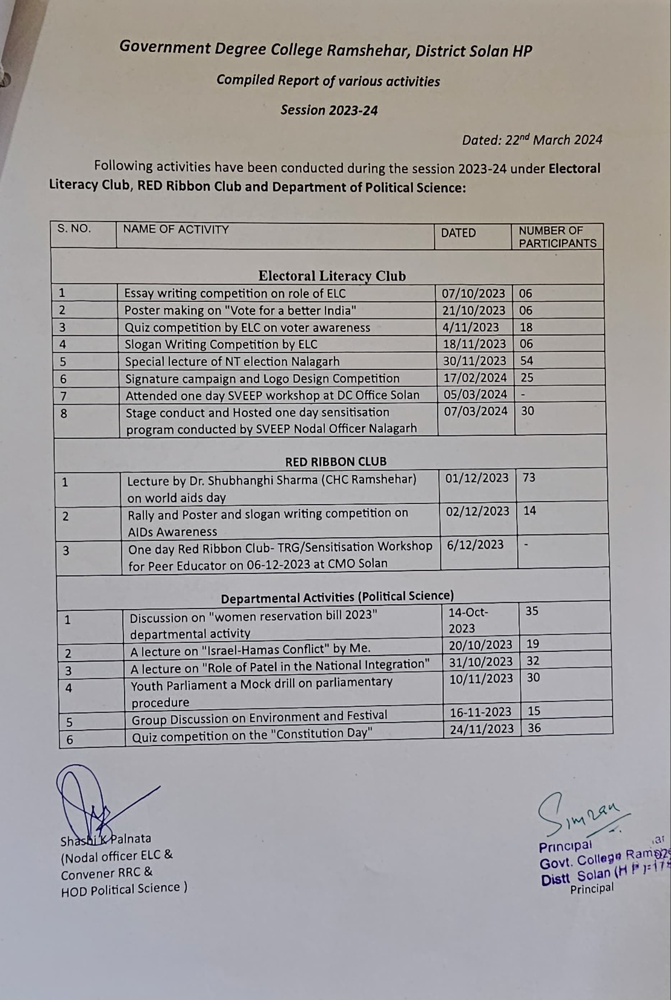 Government Degree College Ramshehar, District Solan HP
Compiled Report of various activities
Session 2023-24
Dated: 22nd March 2024
Following activities have been conducted during the session 2023-24 under Electoral
Literacy Club, RED Ribbon Club and Department of Political Science:
S. NO. NAME OF ACTIVITY DATED NUMBER OF
PARTICIPANTS
Electoral Literacy Club
1 Essay writing competition on role of ELC 07/10/2023 06
2 Poster making on "Vote for a better India" 21/10/2023 06
3 Quiz competition by ELC on voter awareness 4/11/2023 18
4 Slogan Writing Competition by ELC 18/11/2023 06
5 Special lecture of NT election Nalagarh 30/11/2023 54
6 Signature campaign and Logo Design Competition 17/02/2024 25
7 Attended one day SVEEP workshop at DC Office Solan 05/03/2024 -
8 Stage conduct and Hosted one day sensitisation 07/03/2024 30
program conducted by SVEEP Nodal Officer Nalagarh
RED RIBBON CLUB
1 Lecture by Dr. Shubhanghi Sharma (CHC Ramshehar) 01/12/2023 73
on world aids day
2 Rally and Poster and slogan writing competition on 02/12/2023 14
AIDs Awareness
3 One day Red Ribbon Club- TRG/Sensitisation Workshop 6/12/2023 -
for Peer Educator on 06-12-2023 at CMO Solan
Departmental Activities (Political Science)
1 Discussion on "women reservation bill 2023" 14-Oct- 35
departmental activity 2023
2 A lecture on "Israel-Hamas Conflict" by Me. 20/10/2023 19
3 A lecture on "Role of Patel in the National Integration" 31/10/2023 32
4 Youth Parliament a Mock drill on parliamentary 10/11/2023 30
procedure
5 Group Discussion on Environment and Festival 16-11-2023 15
6 Quiz competition on the "Constitution Day" 24/11/2023 36
Shashi K Palnata
(Nodal officer ELC &
Convener RRC &
HOD Political Science )
Simran
Principal
Govt. College
Distt Solan (H P)
Principal